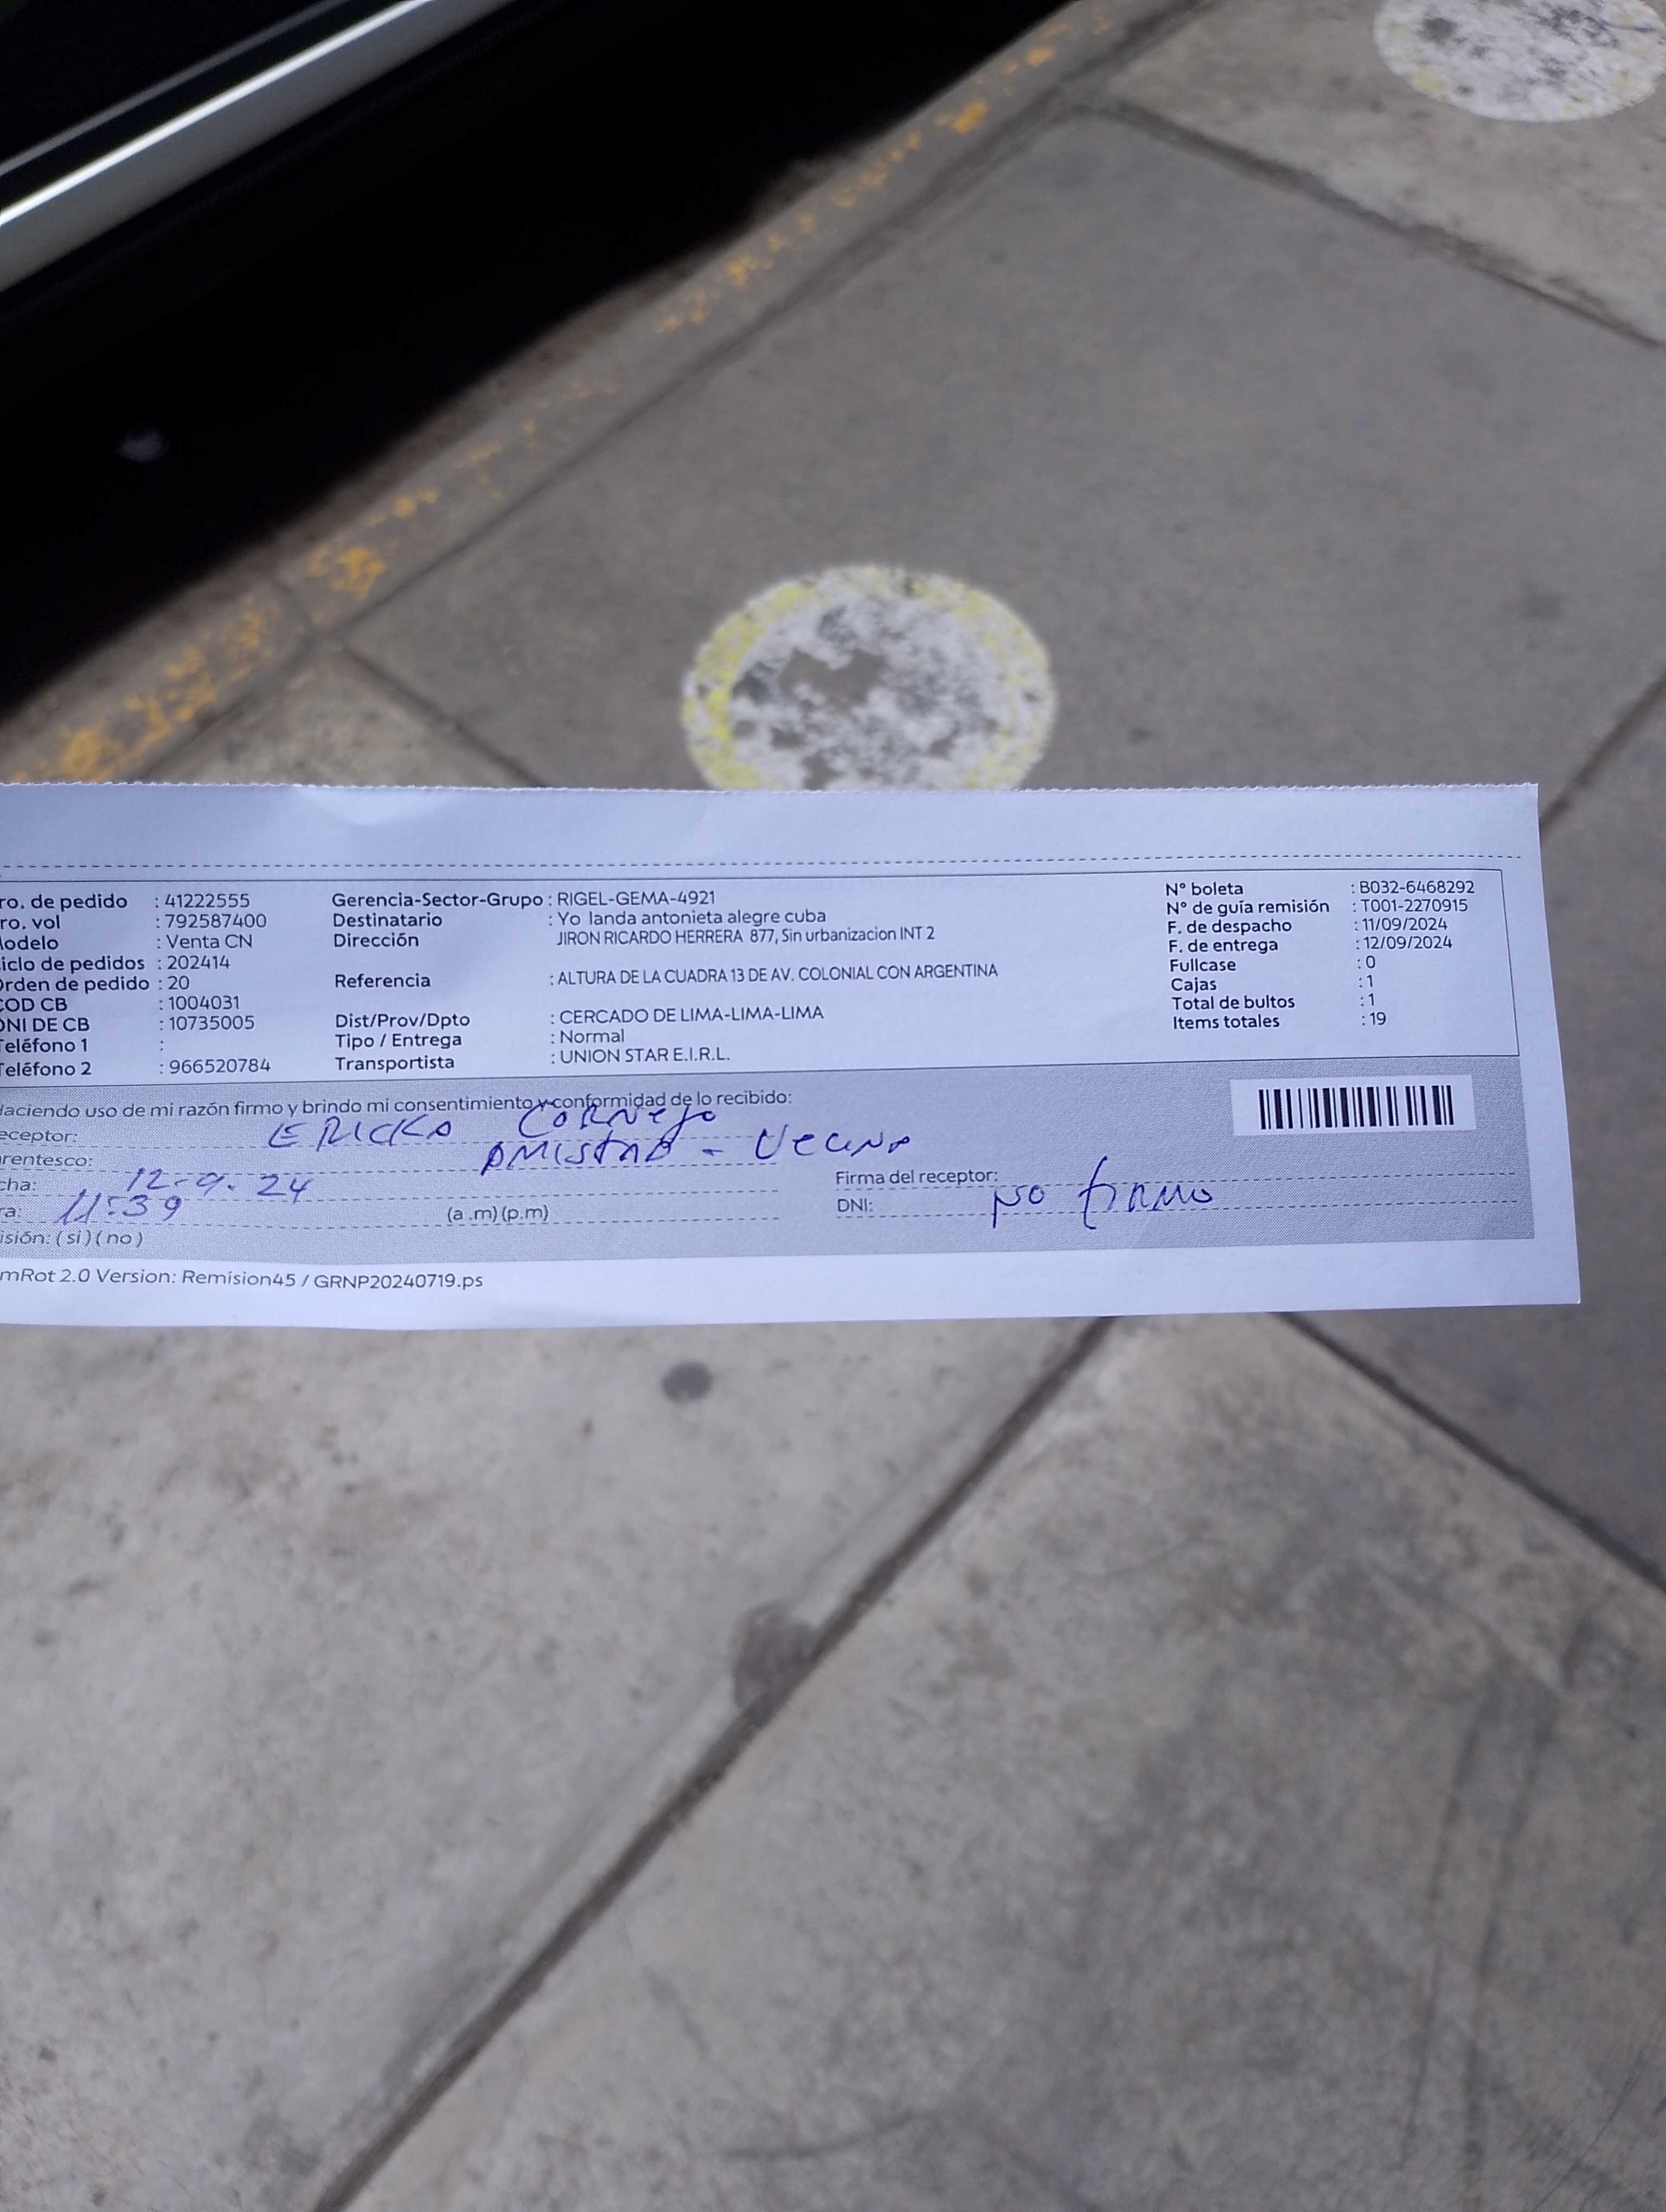 ro. de pedido : 41222555 Gerencia-Sector-Grupo : RIGEL-GEMA-4921 N° boleta : B032-6468292
ro. vol : 792587400 Destinatario : Yo landa antonieta alegre cuba N° de guía remisión : T001-2270915
odelo : Venta CN Dirección JIRON RICARDO HERRERA 877, Sin urbanizacion INT 2 F. de despacho : 11/09/2024
iclo de pedidos : 202414 F. de entrega : 12/09/2024
Orden de pedido : 20 Referencia : ALTURA DE LA CUADRA 13 DE AV. COLONIAL CON ARGENTINA Fullcase : 0
COD CB : 1004031 Cajas : 1
DNI DE CB : 10735005 Dist/Prov/Dpto : CERCADO DE LIMA-LIMA-LIMA Total de bultos : 1
Teléfono 1 : Tipo / Entrega : Normal Items totales : 19
Teléfono 2 : 966520784 Transportista : UNION STAR E.I.R.L.
Haciendo uso de mi razón firmo y brindo mi consentimiento y conformidad de lo recibido:
eceptor: ERICKA CORNEJO
rentesco: AMISTAD - VECINA
cha: 12-9-24 Firma del receptor:
ra: 11:39 (a .m) (p.m) DNI: NO firmo
isión: ( si ) ( no )
mRot 2.0 Version: Remision45 / GRNP20240719.ps